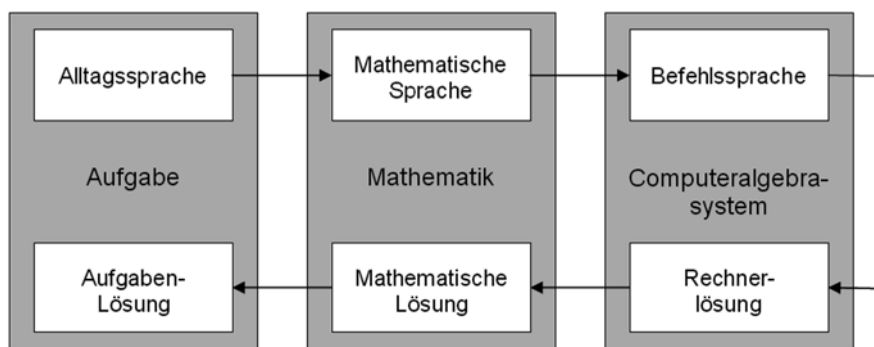 Alltagssprache
Mathematische
Sprache
Befehlssprache
Aufgabe
Mathematik
Computeralgebra-
system
Aufgaben-
Lösung
Mathematische
Lösung
Rechner-
lösung